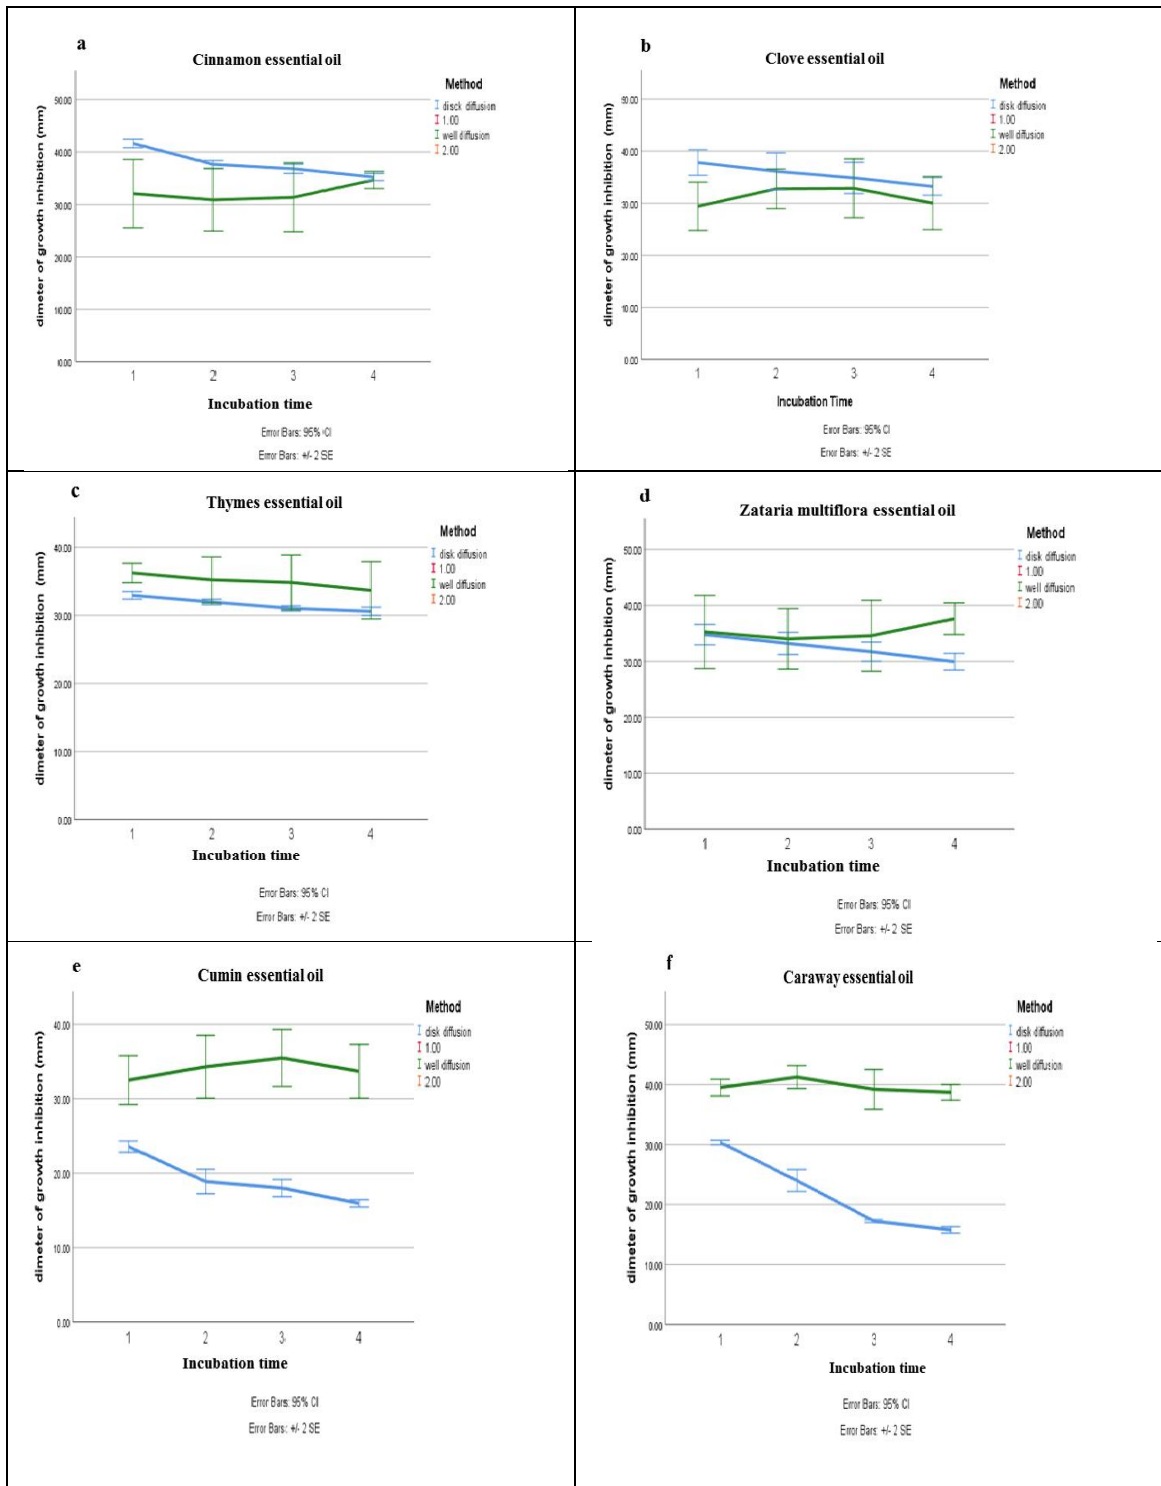 a
Cinnamon essential oil
Method
disck diffusion
1.00
well diffusion
2.00
dimeter of growth inhibition (mm)
50.00
40.00
30.00
20.00
10.00
0.00
1 2 3 4
Incubation time
Error Bars: 95% CI
Error Bars: +/- 2 SE
b
Clove essential oil
Method
disk diffusion
1.00
well diffusion
2.00
dimeter of growth inhibition (mm)
50.00
40.00
30.00
20.00
10.00
0.00
1 2 3 4
Incubation Time
Error Bars: 95% CI
Error Bars: +/- 2 SE
c
Thymes essential oil
Method
disk diffusion
1.00
well diffusion
2.00
dimeter of growth inhbition (mm)
40.00
30.00
20.00
10.00
0.00
1 2 3 4
Incubation time
Error Bars: 95% CI
Error Bars: +/- 2 SE
d
Zataria multiflora essential oil
Method
disk diffusion
1.00
well diffusion
2.00
dimeter of growth inhibition (mm)
50.00
40.00
30.00
20.00
10.00
0.00
1 2 3 4
Incubation time
Error Bars: 95% CI
Error Bars: +/- 2 SE
e
Cumin essential oil
Method
disk diffusion
1.00
well diffusion
2.00
dimeter of growth inhibition (mm)
40.00
30.00
20.00
10.00
0.00
1 2 3 4
Incubation time
Error Bars: 95% CI
Error Bars: +/- 2 SE
f
Caraway essential oil
Method
disk diffusion
1.00
well diffusion
2.00
dimeter of growth inhibition (mm)
50.00
40.00
30.00
20.00
10.00
0.00
1 2 3 4
Incubation time
Error Bars: 95% CI
Error Bars: +/- 2 SE